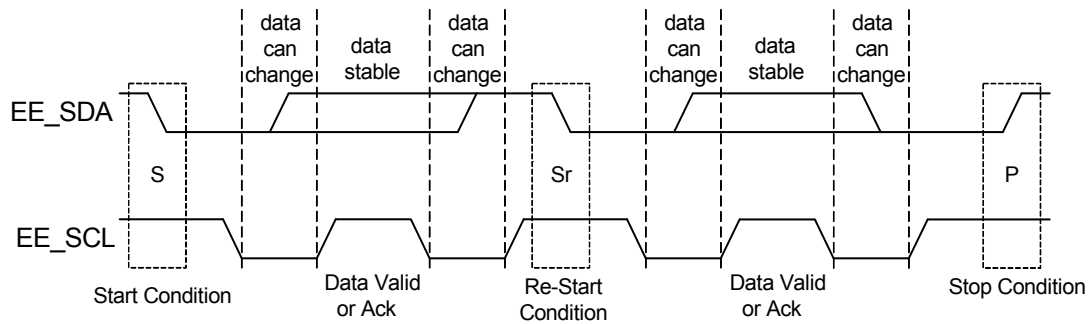 data
can
change
data
stable
data
can
change
data
can
change
data
stable
data
can
change
EE_SDA
S
Sr
P
EE_SCL
Start Condition
Data Valid
or Ack
Re-Start
Condition
Data Valid
or Ack
Stop Condition